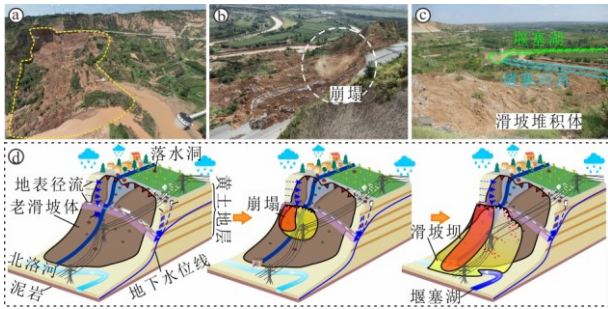 a
b
崩塌
c
堰塞湖
滑坡堆积体
d
落水洞
地表径流
老滑坡体
北洛河
泥岩
地下水位线
黄土地层
崩塌
滑坡坝
堰塞湖